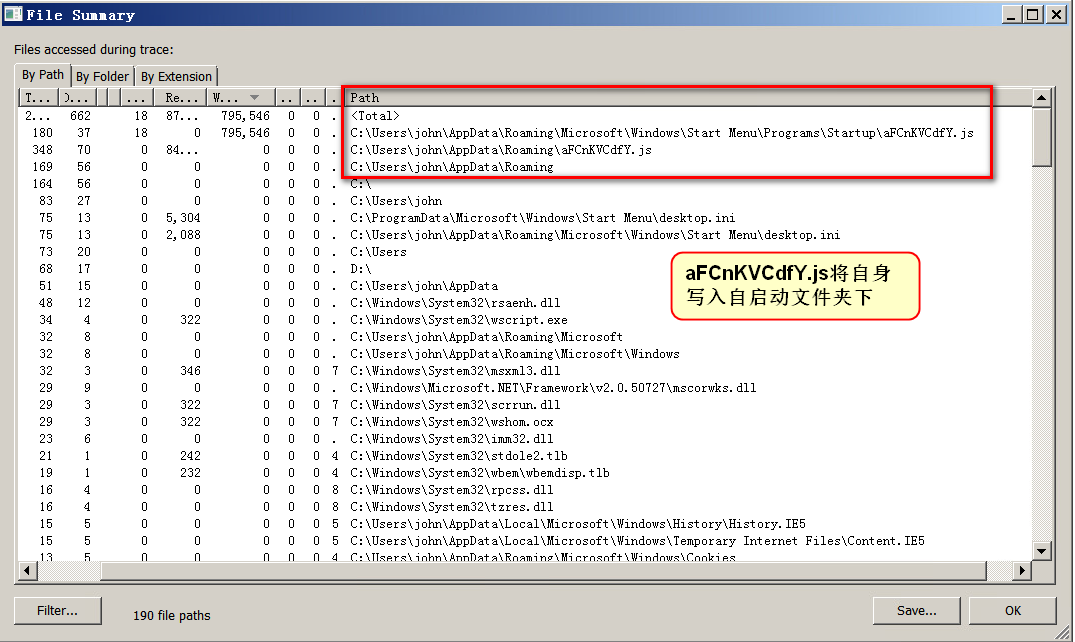 File Summary
Files accessed during trace:
By Path By Folder By Extension
T... O... ... Re... W... .. .. . Path
2... 662 18 87... 795,546 0 0 . <Total>
180 37 18 0 795,546 0 0 . C:\Users\john\AppData\Roaming\Microsoft\Windows\Start Menu\Programs\Startup\aFCnKVCdfY.js
348 70 0 84... 0 0 0 . C:\Users\john\AppData\Roaming\aFCnKVCdfY.js
169 56 0 0 0 0 0 . C:\Users\john\AppData\Roaming
164 56 0 0 0 0 0 . C:\
83 27 0 0 0 0 0 . C:\Users\john
75 13 0 5,304 0 0 0 . C:\ProgramData\Microsoft\Windows\Start Menu\desktop.ini
75 13 0 2,088 0 0 0 . C:\Users\john\AppData\Roaming\Microsoft\Windows\Start Menu\desktop.ini
73 20 0 0 0 0 0 . C:\Users
68 17 0 0 0 0 0 . D:\
51 15 0 0 0 0 0 . C:\Users\john\AppData
48 12 0 0 0 0 0 . C:\Windows\System32\rsaenh.dll
34 4 0 322 0 0 0 . C:\Windows\System32\wscript.exe
32 8 0 0 0 0 0 . C:\Users\john\AppData\Roaming\Microsoft
32 8 0 0 0 0 0 . C:\Users\john\AppData\Roaming\Microsoft\Windows
32 3 0 346 0 0 0 7 C:\Windows\System32\msxml3.dll
29 9 0 0 0 0 0 . C:\Windows\Microsoft.NET\Framework\v2.0.50727\mscorwks.dll
29 3 0 322 0 0 0 7 C:\Windows\System32\scrrun.dll
29 3 0 322 0 0 0 7 C:\Windows\System32\wshom.ocx
23 6 0 0 0 0 0 . C:\Windows\System32\imm32.dll
21 1 0 242 0 0 0 4 C:\Windows\System32\stdole2.tlb
19 1 0 232 0 0 0 4 C:\Windows\System32\wbem\wbemdisp.tlb
16 4 0 0 0 0 0 8 C:\Windows\System32\rpcss.dll
16 4 0 0 0 0 0 8 C:\Windows\System32\tzres.dll
15 5 0 0 0 0 0 5 C:\Users\john\AppData\Local\Microsoft\Windows\History\History.IE5
15 5 0 0 0 0 0 5 C:\Users\john\AppData\Local\Microsoft\Windows\Temporary Internet Files\Content.IE5
13 5 0 0 0 0 0 4 C:\Users\john\AppData\Roaming\Microsoft\Windows\Cookies
aFCnKVCdfY.js将自身
写入自启动文件夹下
Filter... 190 file paths Save... OK